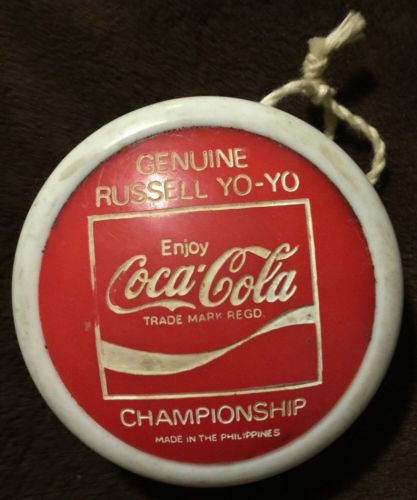 GENUINE
RUSSELL YO-YO
Enjoy
Coca-Cola
TRADE MARK REGD.
CHAMPIONSHIP
MADE IN THE PHILIPPINES